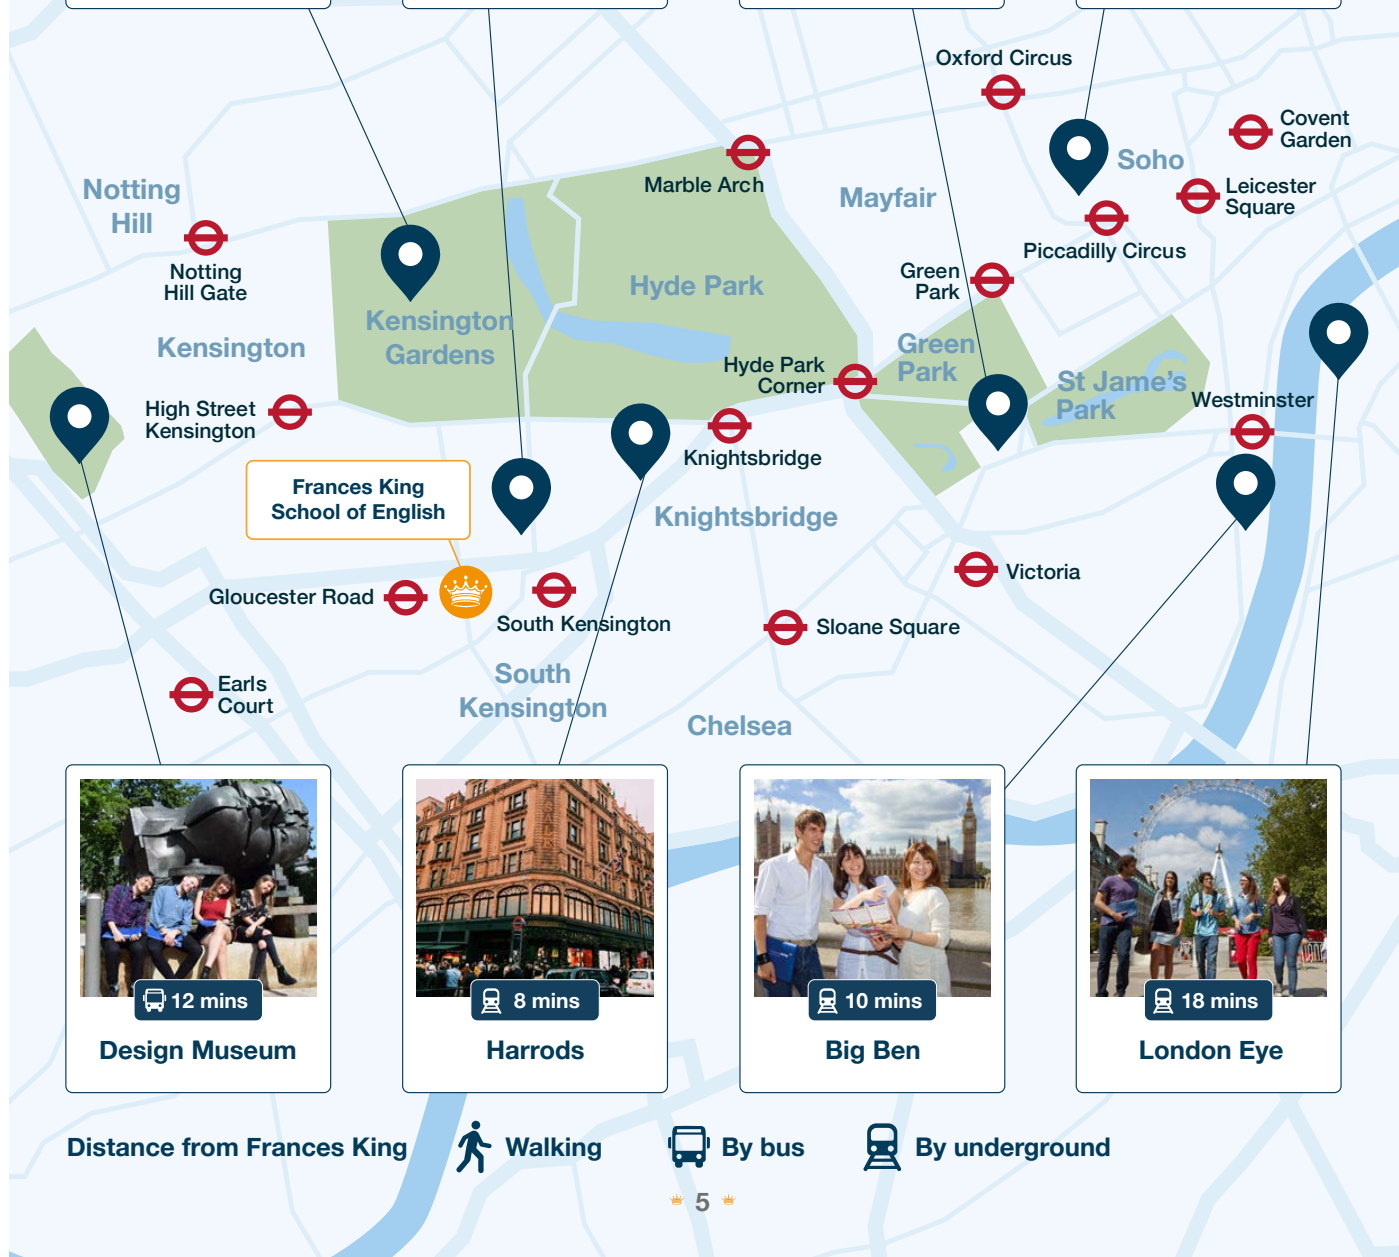 Oxford Circus
Covent
Garden
Soho
Marble Arch
Leicester
Square
Notting
Hill
Mayfair
Piccadilly Circus
Notting
Hill Gate
Green
Park
Hyde Park
Kensington
Gardens
Kensington
Green
Park
Hyde Park
Corner
St Jame's
Park
Westminster
High Street
Kensington
Knightsbridge
Frances King
School of English
Knightsbridge
Victoria
Gloucester Road
South Kensington
Sloane Square
Earls
Court
South
Kensington
Chelsea
12 mins
8 mins
10 mins
18 mins
Design Museum
Harrods
Big Ben
London Eye
Distance from Frances King
Walking
By bus
By underground
5